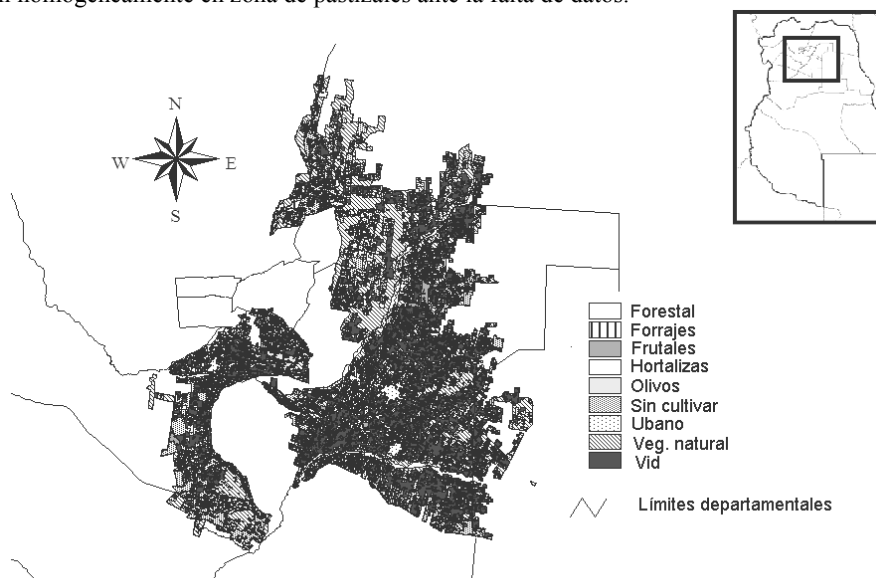 homogéneamente en zona de pastizales ante la falta de datos.
N
W E
S
Forestal
Forrajes
Frutales
Hortalizas
Olivos
Sin cultivar
Ubano
Veg. natural
Vid
Límites departamentales